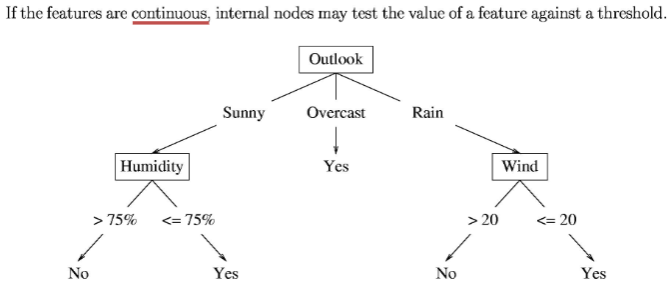 If the features are continuous, internal nodes may test the value of a feature against a threshold.
Outlook
Sunny Overcast Rain
Humidity Yes Wind
> 75% <= 75% > 20 <= 20
No Yes No Yes